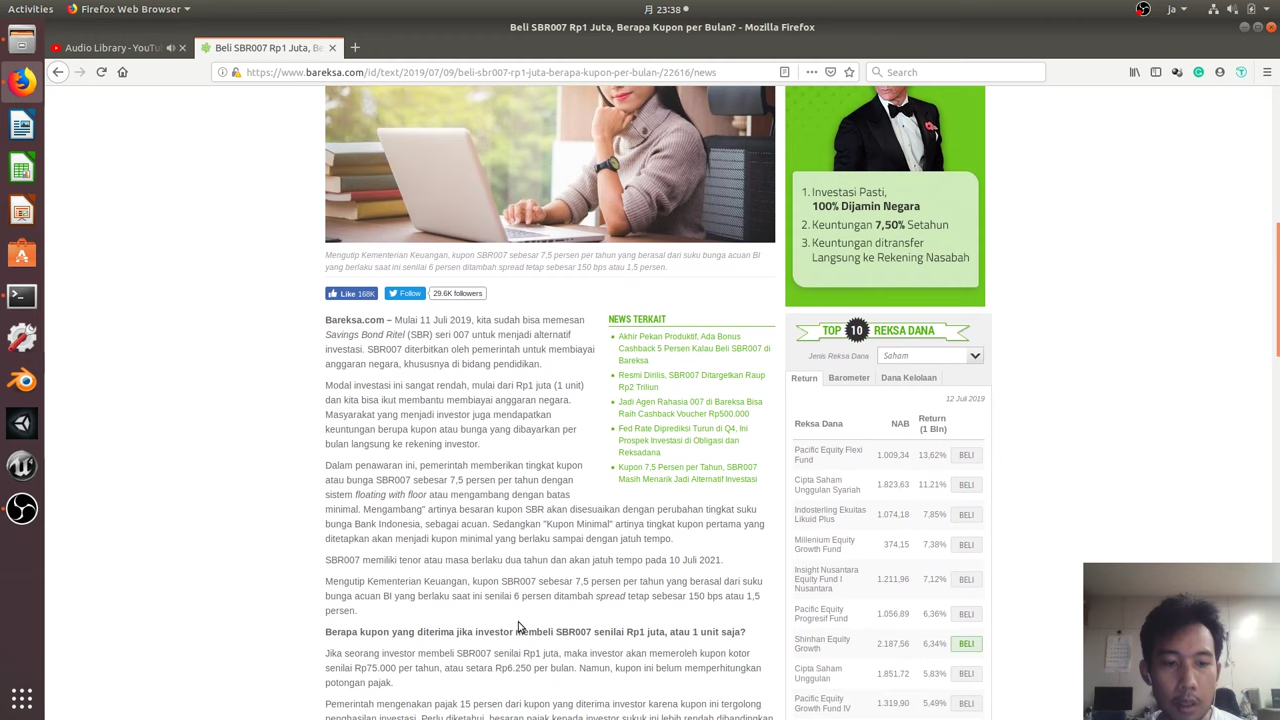 Activities
Firefox Web Browser
23:38
ja
Beli SBR007 Rp1 Juta, Berapa Kupon per Bulan? - Mozilla Firefox
Audio Library - YouTu
Beli SBR007 Rp1 Juta, Be
https://www.bareksa.com/id/text/2019/07/09/beli-sbr007-rp1-juta-berapa-kupon-per-bulan-/22616/news
Search
Mengutip Kementerian Keuangan, kupon SBR007 sebesar 7,5 persen per tahun yang berasal dari suku bunga acuan BI
yang berlaku saat ini senilai 6 persen ditambah spread tetap sebesar 150 bps atau 1,5 persen.
Like 168K
Follow
29.6K followers
Bareksa.com – Mulai 11 Juli 2019, kita sudah bisa memesan
Savings Bond Ritel (SBR) seri 007 untuk menjadi alternatif
investasi. SBR007 diterbitkan oleh pemerintah untuk membiayai
anggaran negara, khususnya di bidang pendidikan.
Modal investasi ini sangat rendah, mulai dari Rp1 juta (1 unit)
dan kita bisa ikut membantu membiayai anggaran negara.
Masyarakat yang menjadi investor juga mendapatkan
keuntungan berupa kupon atau bunga yang dibayarkan per
bulan langsung ke rekening investor.
Dalam penawaran ini, pemerintah memberikan tingkat kupon
atau bunga SBR007 sebesar 7,5 persen per tahun dengan
sistem floating with floor atau mengambang dengan batas
minimal. Mengambang" artinya besaran kupon SBR akan disesuaikan dengan perubahan tingkat suku
bunga Bank Indonesia, sebagai acuan. Sedangkan "Kupon Minimal" artinya tingkat kupon pertama yang
ditetapkan akan menjadi kupon minimal yang berlaku sampai dengan jatuh tempo.
SBR007 memiliki tenor atau masa berlaku dua tahun dan akan jatuh tempo pada 10 Juli 2021.
Mengutip Kementerian Keuangan, kupon SBR007 sebesar 7,5 persen per tahun yang berasal dari suku
bunga acuan BI yang berlaku saat ini senilai 6 persen ditambah spread tetap sebesar 150 bps atau 1,5
persen.
Berapa kupon yang diterima jika investor membeli SBR007 senilai Rp1 juta, atau 1 unit saja?
Jika seorang investor membeli SBR007 senilai Rp1 juta, maka investor akan memeroleh kupon kotor
senilai Rp75.000 per tahun, atau setara Rp6.250 per bulan. Namun, kupon ini belum memperhitungkan
potongan pajak.
Pemerintah mengenakan pajak 15 persen dari kupon yang diterima investor karena kupon ini tergolong
penghasilan investasi. Perlu diketahui, besaran pajak kepada investor sukuk ini lebih rendah dibandingkan
NEWS TERKAIT
Akhir Pekan Produktif, Ada Bonus
Cashback 5 Persen Kalau Beli SBR007 di
Bareksa
Resmi Dirilis, SBR007 Ditargetkan Raup
Rp2 Triliun
Jadi Agen Rahasia 007 di Bareksa Bisa
Raih Cashback Voucher Rp500.000
Fed Rate Diprediksi Turun di Q4, Ini
Prospek Investasi di Obligasi dan
Reksadana
Kupon 7,5 Persen per Tahun, SBR007
Masih Menarik Jadi Alternatif Investasi
1. Investasi Pasti,
100% Dijamin Negara
2. Keuntungan 7,50% Setahun
3. Keuntungan ditransfer
Langsung ke Rekening Nasabah
TOP 10 REKSA DANA
Jenis Reksa Dana Saham
Return Barometer Dana Kelolaan
12 Juli 2019
Reksa Dana NAB Return
(1 Bln)
Pacific Equity Flexi
Fund 1.009,34 13,62% BELI
Cipta Saham
Unggulan Syariah 1.823,63 11.21% BELI
Indosterling Ekuitas
Likuid Plus 1.074,18 7,85% BELI
Millenium Equity
Growth Fund 374,15 7,38% BELI
Insight Nusantara
Equity Fund I
Nusantara 1.211,96 7,12% BELI
Pacific Equity
Progresif Fund 1.056,89 6,36% BELI
Shinhan Equity
Growth 2.187,56 6,34% BELI
Cipta Saham
Unggulan 1.851,72 5,83% BELI
Pacific Equity
Growth Fund IV 1.319,90 5,49% BELI